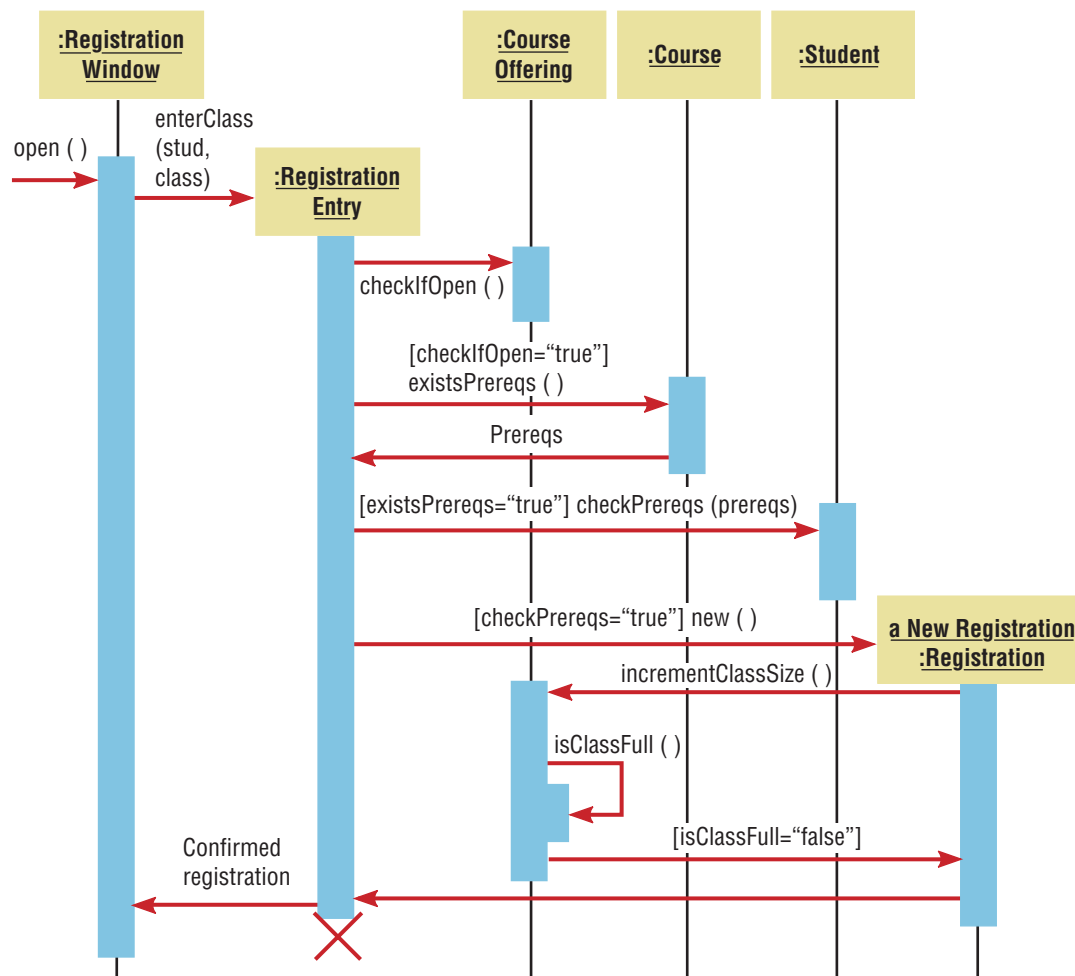 :Registration
Window
:Course
Offering
:Course
:Student
open ( )
enterClass
(stud,
class)
:Registration
Entry
checkIfOpen ( )
[checkIfOpen=“true”]
existsPrereqs ( )
Prereqs
[existsPrereqs=“true”] checkPrereqs (prereqs)
[checkPrereqs=“true”] new ( )
a New Registration
:Registration
incrementClassSize ( )
isClassFull ( )
[isClassFull=“false”]
Confirmed
registration